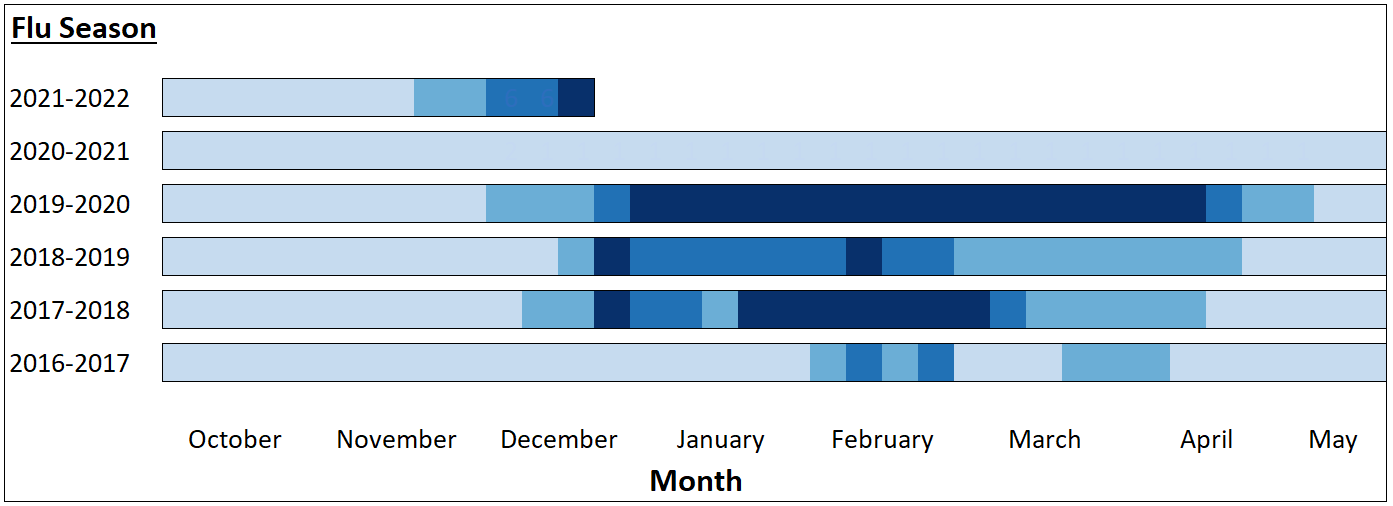 Flu Season
2021-2022
2020-2021
2019-2020
2018-2019
2017-2018
2016-2017
October November December January February March April May
Month